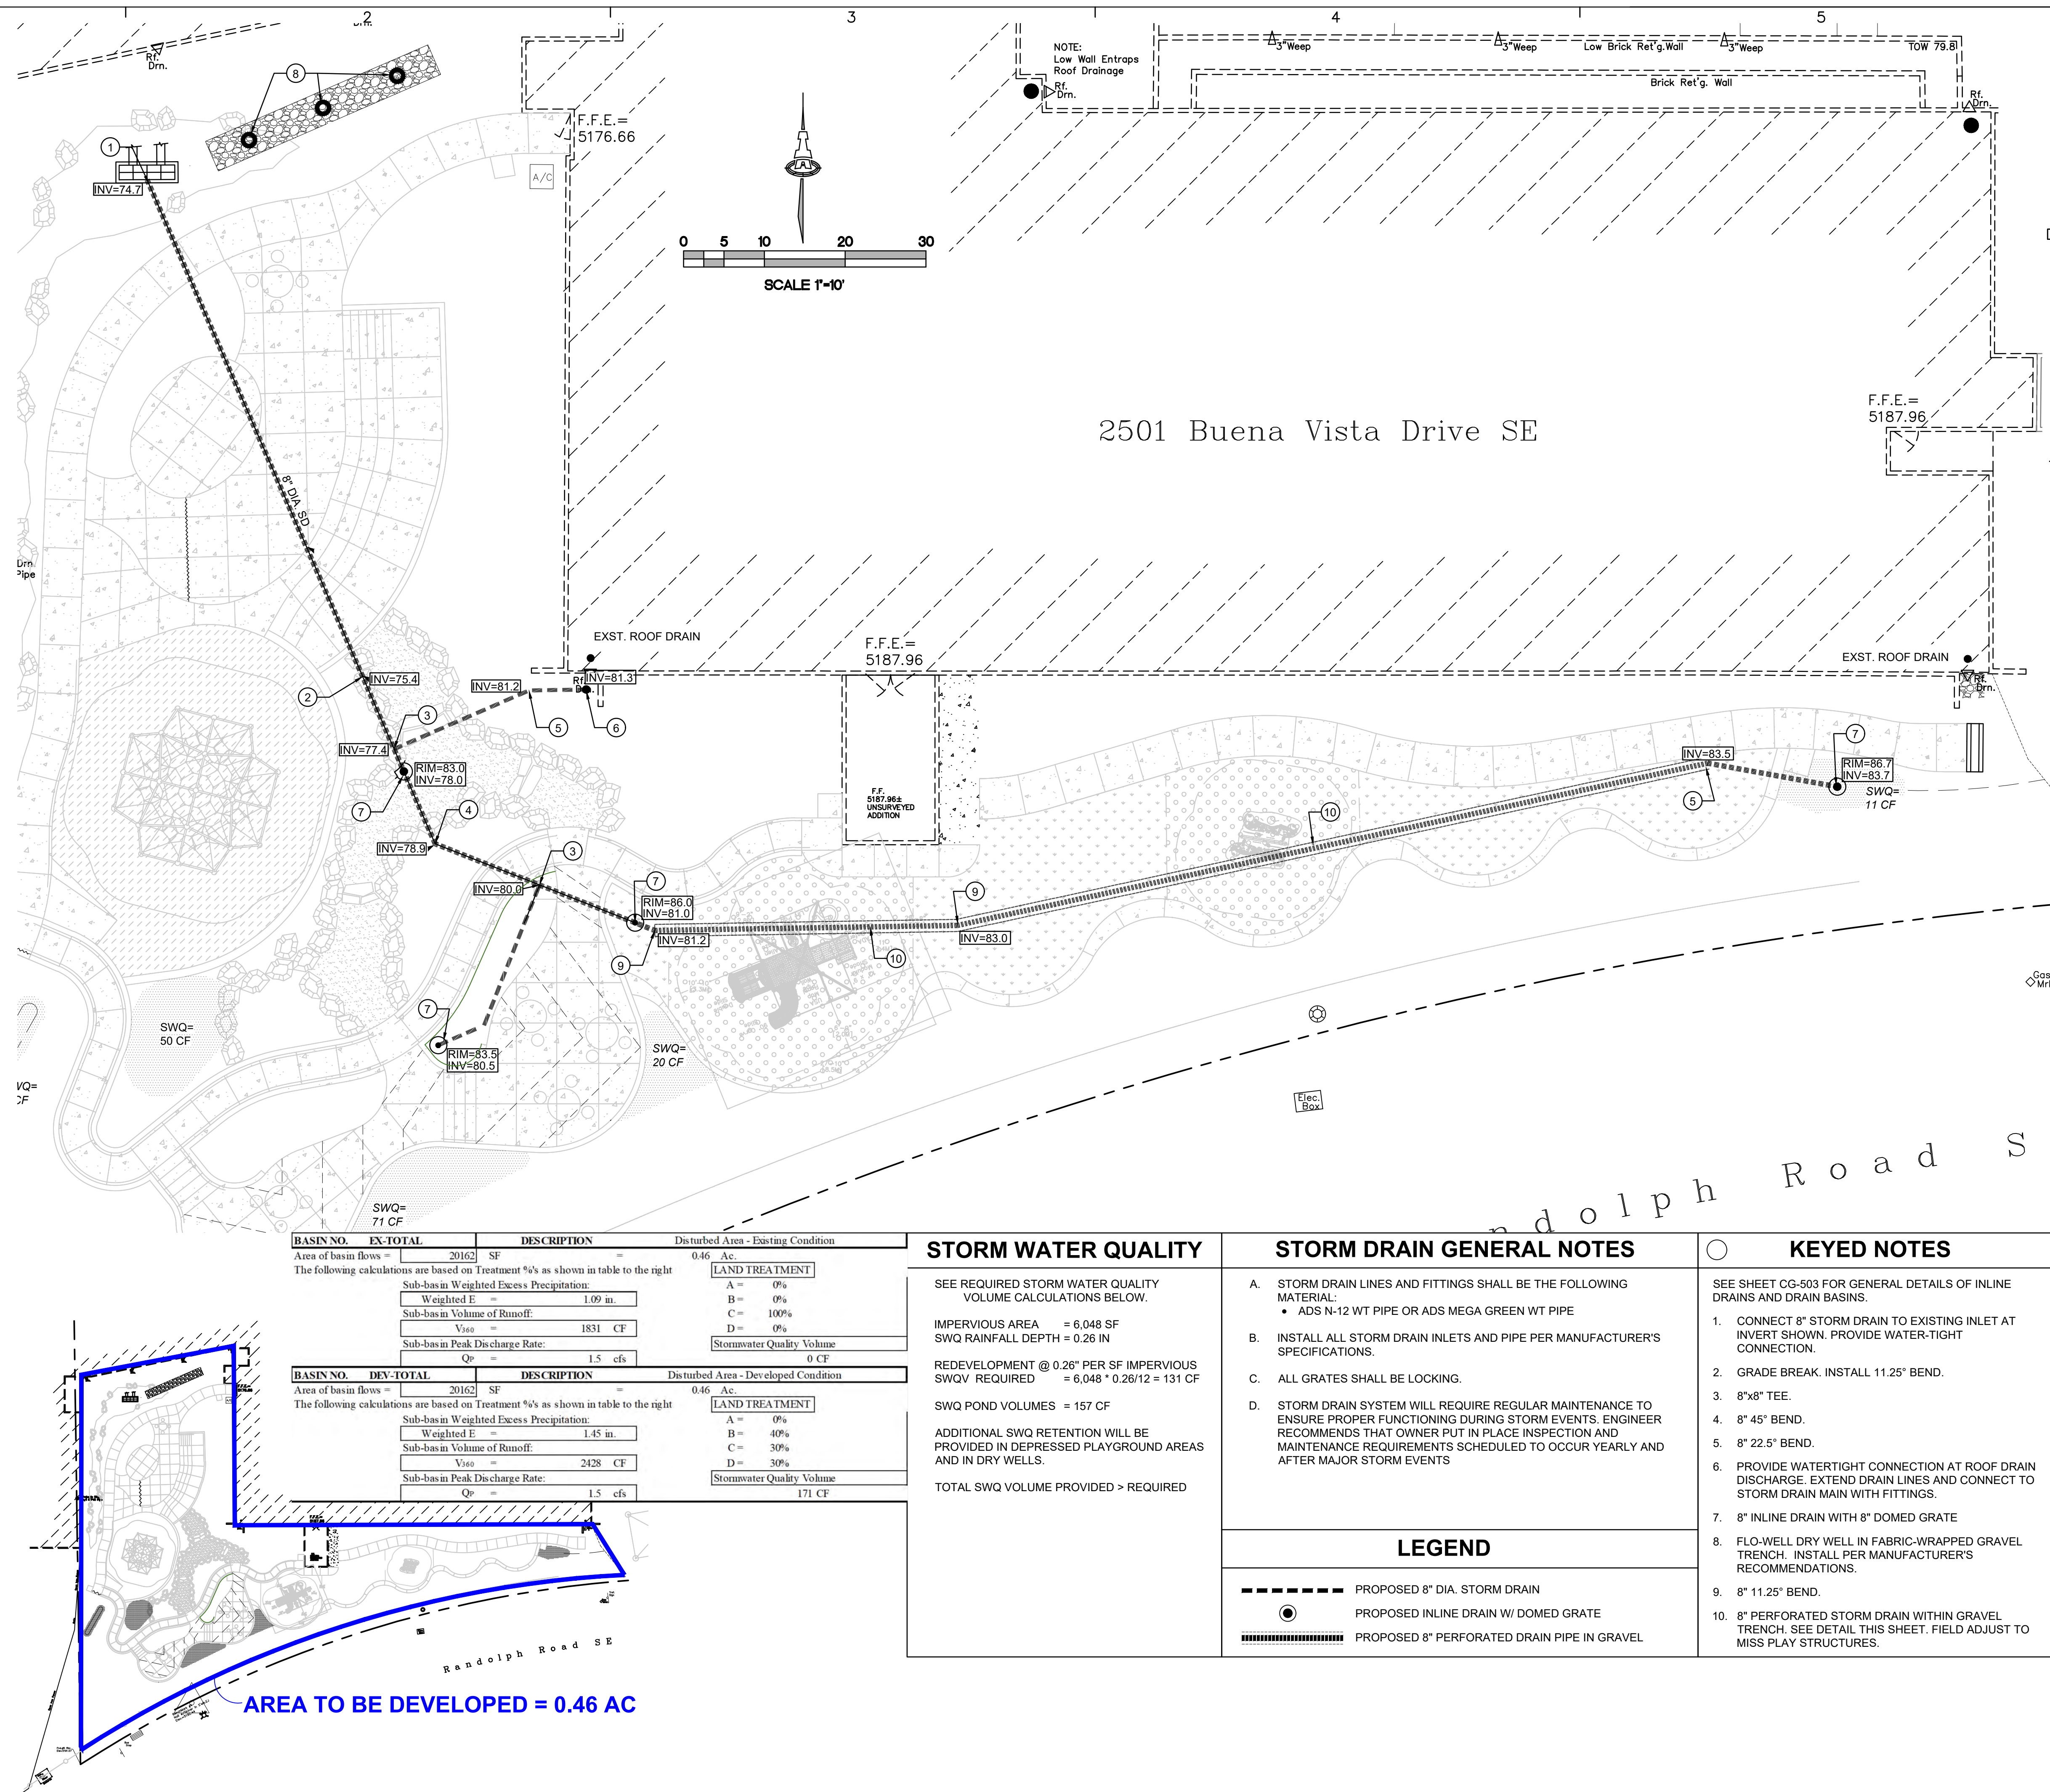 2
3
4
5
Drn.
Rf.
Drn.
8
1
INV=74.7
F.F.E.=
5176.66
A/C
NOTE:
Low Wall Entraps
Roof Drainage
Rf.
Drn.
3"Weep
3"Weep
Low Brick Ret'g.Wall
3"Weep
TOW 79.8
Brick Ret'g. Wall
Rf.
Drn.
0 5 10 20 30
SCALE 1"=10'
2501 Buena Vista Drive SE
F.F.E.=
5187.96
8" DIA. SD
Drn.
Pipe
EXST. ROOF DRAIN
F.F.E.=
5187.96
EXST. ROOF DRAIN
Rf.
Drn.
2
INV=75.4
INV=81.2
Rf.
INV=81.3
3
5
6
INV=77.4
RIM=83.0
INV=78.0
7
4
INV=78.9
3
INV=80.0
7
RIM=86.0
INV=81.0
INV=81.2
9
F.F.
5187.96±
UNSURVEYED
ADDITION
9
INV=83.0
10
10
INV=83.5
5
7
RIM=86.7
INV=83.7
SWQ=
11 CF
7
RIM=83.5
INV=80.5
SWQ=
50 CF
SWQ=
20 CF
SWQ=
71 CF
Elec.
Box
Gas
ndolph Road S
BASIN NO. EX-TOTAL DESCRIPTION Disturbed Area - Existing Condition
Area of basin flows = 20162 SF = 0.46 Ac.
The following calculations are based on Treatment %'s as shown in table to the right LAND TREATMENT
Sub-basin Weighted Excess Precipitation: A = 0%
Weighted E = 1.09 in. B = 0%
Sub-basin Volume of Runoff: C = 100%
V360 = 1831 CF D = 0%
Sub-basin Peak Discharge Rate: Stormwater Quality Volume
QP = 1.5 cfs 0 CF
BASIN NO. DEV-TOTAL DESCRIPTION Disturbed Area - Developed Condition
Area of basin flows = 20162 SF = 0.46 Ac.
The following calculations are based on Treatment %'s as shown in table to the right LAND TREATMENT
Sub-basin Weighted Excess Precipitation: A = 0%
Weighted E = 1.45 in. B = 40%
Sub-basin Volume of Runoff: C = 30%
V360 = 2428 CF D = 30%
Sub-basin Peak Discharge Rate: Stormwater Quality Volume
QP = 1.5 cfs 171 CF
Randolph Road SE
AREA TO BE DEVELOPED = 0.46 AC
STORM WATER QUALITY
SEE REQUIRED STORM WATER QUALITY
VOLUME CALCULATIONS BELOW.
IMPERVIOUS AREA = 6,048 SF
SWQ RAINFALL DEPTH = 0.26 IN
REDEVELOPMENT @ 0.26" PER SF IMPERVIOUS
SWQV REQUIRED = 6,048 * 0.26/12 = 131 CF
SWQ POND VOLUMES = 157 CF
ADDITIONAL SWQ RETENTION WILL BE
PROVIDED IN DEPRESSED PLAYGROUND AREAS
AND IN DRY WELLS.
TOTAL SWQ VOLUME PROVIDED > REQUIRED
STORM DRAIN GENERAL NOTES
A. STORM DRAIN LINES AND FITTINGS SHALL BE THE FOLLOWING
MATERIAL:
• ADS N-12 WT PIPE OR ADS MEGA GREEN WT PIPE
B. INSTALL ALL STORM DRAIN INLETS AND PIPE PER MANUFACTURER'S
SPECIFICATIONS.
C. ALL GRATES SHALL BE LOCKING.
D. STORM DRAIN SYSTEM WILL REQUIRE REGULAR MAINTENANCE TO
ENSURE PROPER FUNCTIONING DURING STORM EVENTS. ENGINEER
RECOMMENDS THAT OWNER PUT IN PLACE INSPECTION AND
MAINTENANCE REQUIREMENTS SCHEDULED TO OCCUR YEARLY AND
AFTER MAJOR STORM EVENTS
LEGEND
PROPOSED 8" DIA. STORM DRAIN
PROPOSED INLINE DRAIN W/ DOMED GRATE
PROPOSED 8" PERFORATED DRAIN PIPE IN GRAVEL
KEYED NOTES
SEE SHEET CG-503 FOR GENERAL DETAILS OF INLINE
DRAINS AND DRAIN BASINS.
1. CONNECT 8" STORM DRAIN TO EXISTING INLET AT
INVERT SHOWN. PROVIDE WATER-TIGHT
CONNECTION.
2. GRADE BREAK. INSTALL 11.25° BEND.
3. 8"x8" TEE.
4. 8" 45° BEND.
5. 8" 22.5° BEND.
6. PROVIDE WATERTIGHT CONNECTION AT ROOF DRAIN
DISCHARGE. EXTEND DRAIN LINES AND CONNECT TO
STORM DRAIN MAIN WITH FITTINGS.
7. 8" INLINE DRAIN WITH 8" DOMED GRATE
8. FLO-WELL DRY WELL IN FABRIC-WRAPPED GRAVEL
TRENCH. INSTALL PER MANUFACTURER'S
RECOMMENDATIONS.
9. 8" 11.25° BEND.
10. 8" PERFORATED STORM DRAIN WITHIN GRAVEL
TRENCH. SEE DETAIL THIS SHEET. FIELD ADJUST TO
MISS PLAY STRUCTURES.